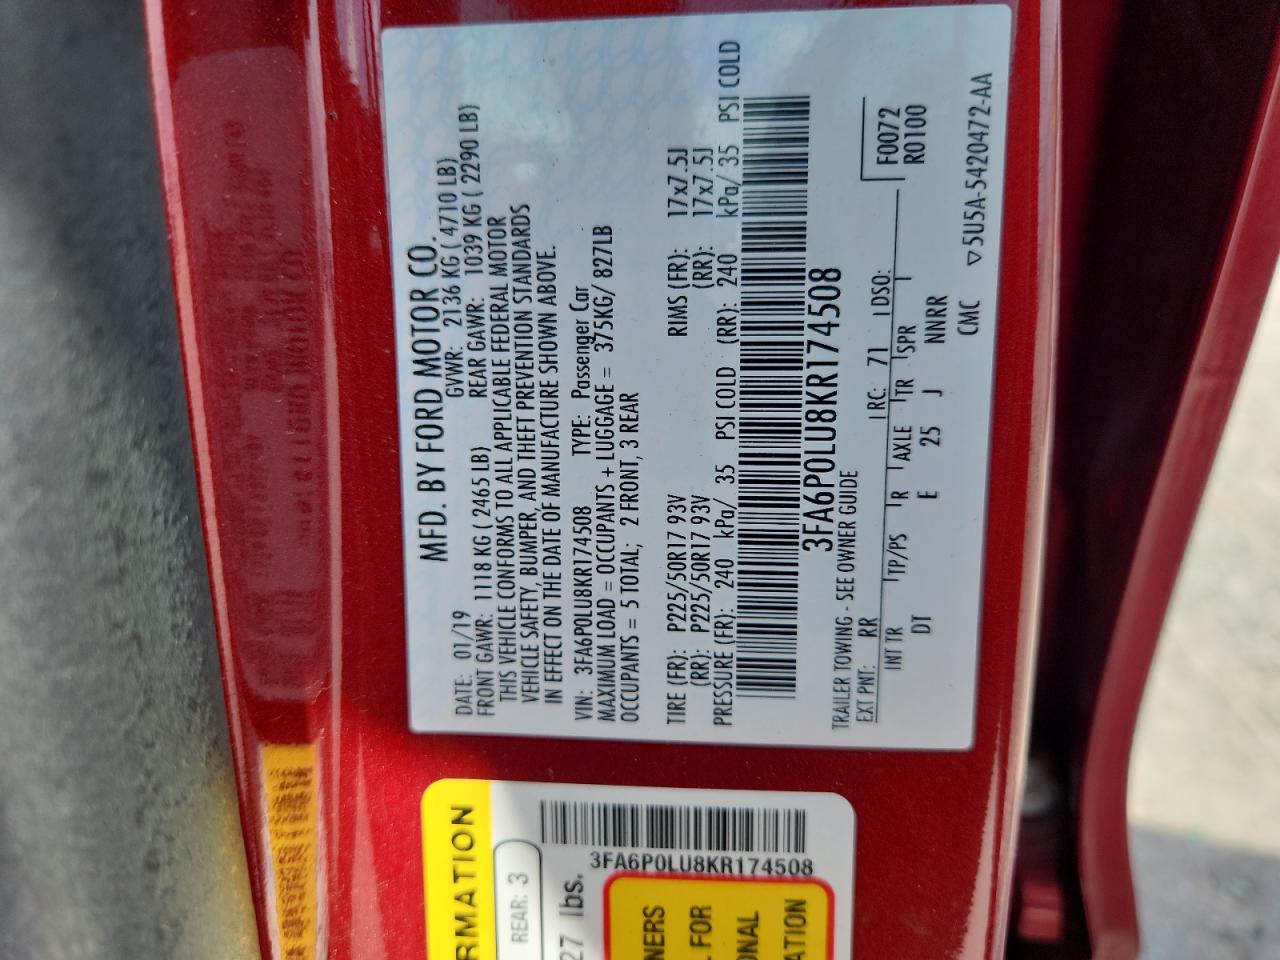 MFD. BY FORD MOTOR CO.
DATE: 01/19 GVWR: 2136 KG ( 4710 LB)
FRONT GAWR: 1118 KG ( 2465 LB) REAR GAWR: 1039 KG ( 2290 LB)
THIS VEHICLE CONFORMS TO ALL APPLICABLE FEDERAL MOTOR
VEHICLE SAFETY, BUMPER, AND THEFT PREVENTION STANDARDS
IN EFFECT ON THE DATE OF MANUFACTURE SHOWN ABOVE.
VIN: 3FA6P0LU8KR174508 TYPE: Passenger Car
MAXIMUM LOAD = OCCUPANTS + LUGGAGE = 375KG/ 827LB
OCCUPANTS = 5 TOTAL; 2 FRONT, 3 REAR
TIRE (FR): P225/50R17 93V RIMS (FR): 17x7.5J
(RR): P225/50R17 93V (RR): 17x7.5J
PRESSURE (FR): 240 kPa/ 35 PSI COLD (RR): 240 kPa/ 35 PSI COLD
3FA6P0LU8KR174508
TRAILER TOWING - SEE OWNER GUIDE
EXT PNT: RR RC: 71 DSO: F0072
INT TR TP/PS R AXLE TR SPR R0100
DT E 25 J NNRR
CMC ▽5U5A-5420472-AA
RMATION
REAR: 3
27 lbs.
3FA6P0LU8KR174508
NERS
L FOR
ONAL
ATION